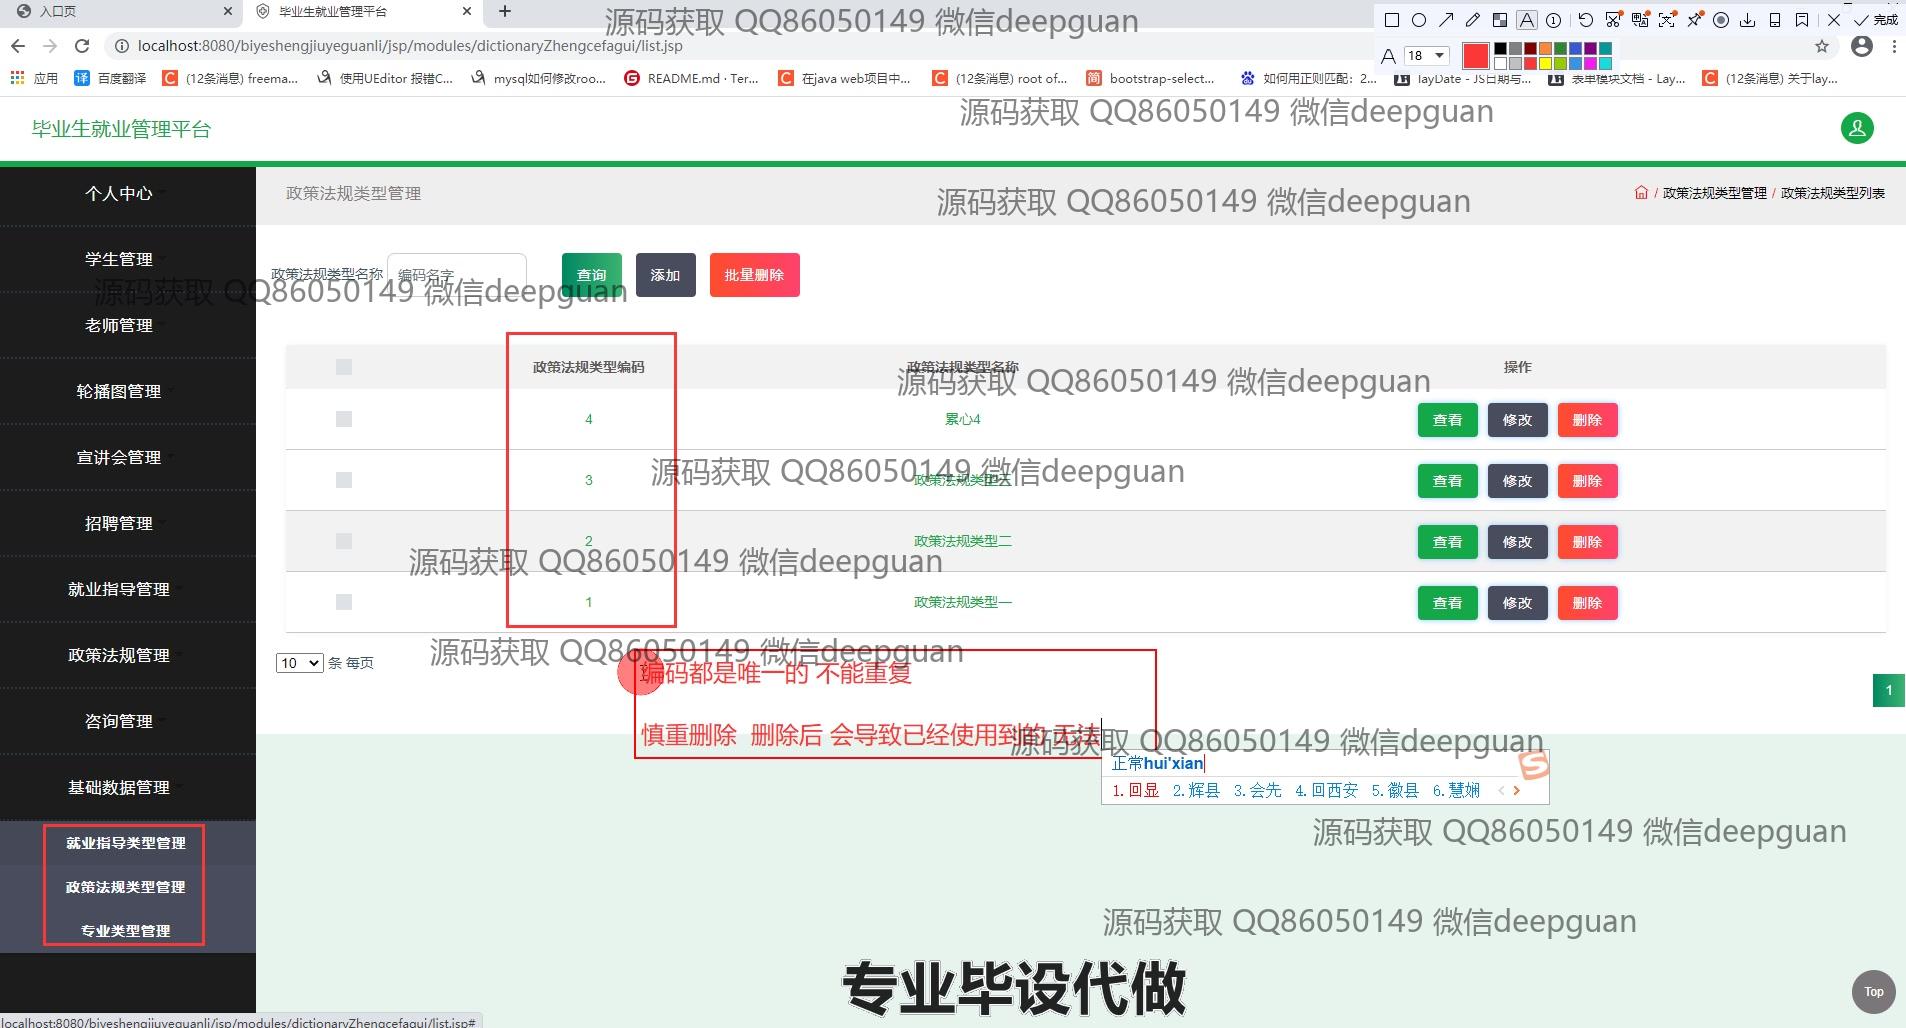 入口页
毕业生就业管理平台
源码获取 QQ86050149 微信deepguan
完成
localhost:8080/biyeshengjiuyeguanli/jsp/modules/dictionaryZhengcefagui/list.jsp
A 18
应用 百度翻译 (12条消息) freema... 使用UEditor 报错C... mysql如何修改roo... README.md · Ter... 在java web项目中... (12条消息) root of... bootstrap-select... 如何用正则匹配：2... layDate - JS日期与... 表单模块文档 - Lay... (12条消息) 关于lay...
源码获取 QQ86050149 微信deepguan
毕业生就业管理平台
个人中心
政策法规类型管理
源码获取 QQ86050149 微信deepguan
/ 政策法规类型管理 / 政策法规类型列表
学生管理
政策法规类型名称 编码名字 查询 添加 批量删除
源码获取 QQ86050149 微信deepguan
老师管理
政策法规类型编码 政策法规类型名称 操作
源码获取 QQ86050149 微信deepguan
轮播图管理
4 累心4 查看 修改 删除
宣讲会管理
源码获取 QQ86050149 微信deepguan
3 政策法规类型三 查看 修改 删除
招聘管理
2 政策法规类型二 查看 修改 删除
源码获取 QQ86050149 微信deepguan
就业指导管理
1 政策法规类型一 查看 修改 删除
政策法规管理
源码获取 QQ86050149 微信deepguan
10 条 每页
编码都是唯一的 不能重复
1
咨询管理
慎重删除 删除后 会导致已经使用到的 无法
源码获取 QQ86050149 微信deepguan
正常hui'xian
基础数据管理
1.回显 2.辉县 3.会先 4.回西安 5.徽县 6.慧娴
就业指导类型管理
源码获取 QQ86050149 微信deepguan
政策法规类型管理
专业类型管理
源码获取 QQ86050149 微信deepguan
专业毕设代做
Top
localhost:8080/biyeshengjiuyeguanli/jsp/modules/dictionaryZhengcefagui/list.jsp#